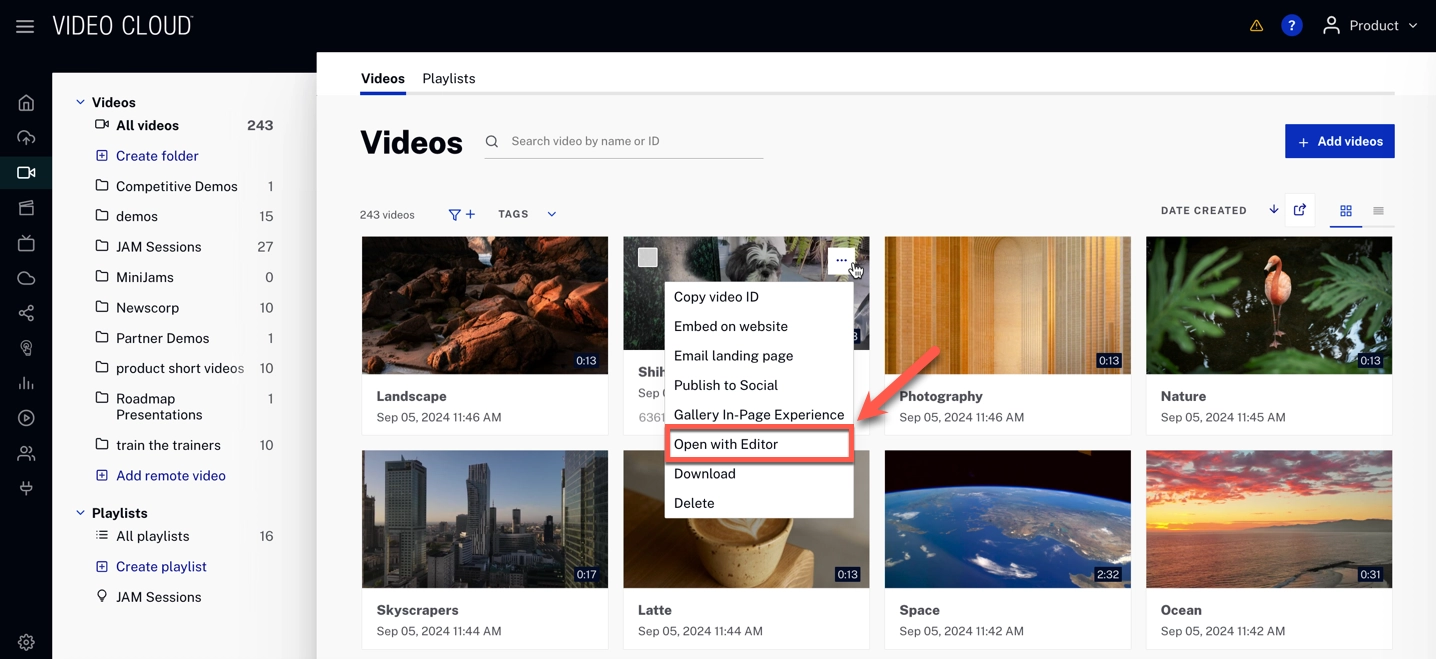 VIDEO CLOUD
? Product
Videos
All videos 243
Create folder
Competitive Demos 1
demos 15
JAM Sessions 27
MiniJams 0
Newscorp 10
Partner Demos 1
product short videos 10
Roadmap 1
Presentations
train the trainers 10
Add remote video
Playlists
All playlists 16
Create playlist
JAM Sessions
Videos Playlists
Videos
Search video by name or ID
+ Add videos
243 videos
TAGS
DATE CREATED
0:13
Landscape
Sep 05, 2024 11:46 AM
Copy video ID
Embed on website
Email landing page
Publish to Social
Gallery In-Page Experience
Open with Editor
Download
Delete
0:13
Photography
Sep 05, 2024 11:46 AM
0:13
Nature
Sep 05, 2024 11:45 AM
0:17
Skyscrapers
Sep 05, 2024 11:44 AM
0:13
Latte
Sep 05, 2024 11:44 AM
2:32
Space
Sep 05, 2024 11:42 AM
0:31
Ocean
Sep 05, 2024 11:42 AM